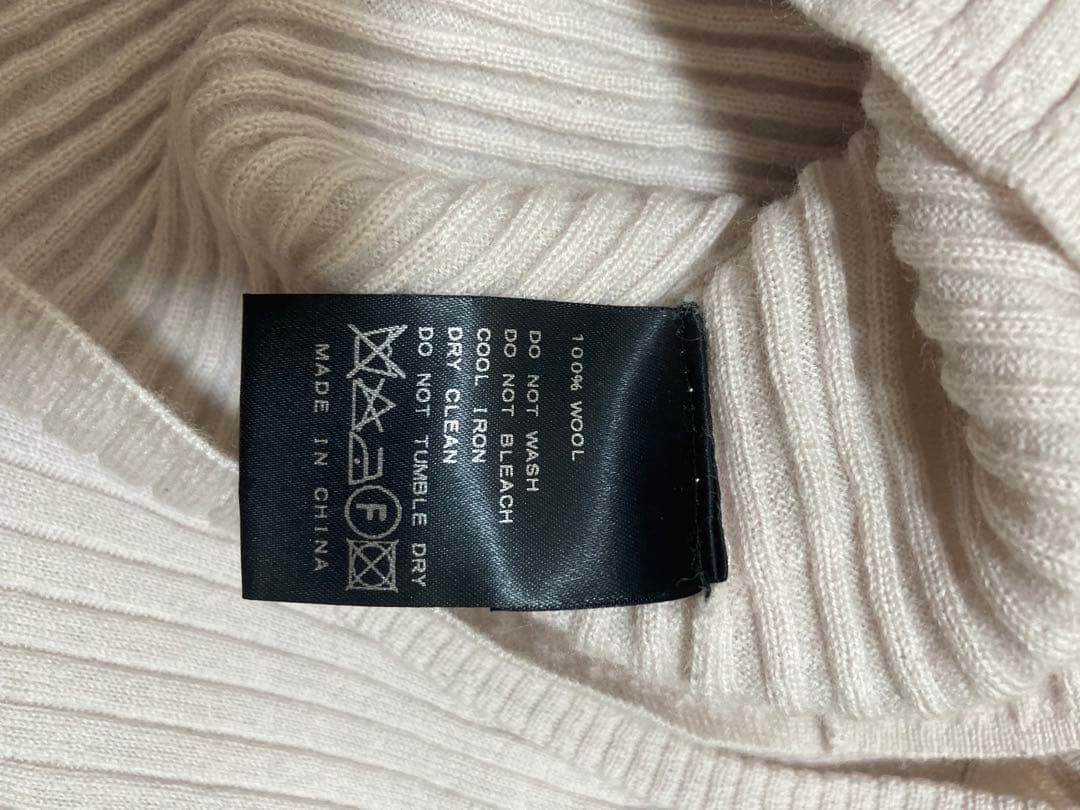 100% WOOL
DO NOT WASH
DO NOT BLEACH
COOL IRON
DRY CLEAN
DO NOT TUMBLE DRY
F
MADE IN CHINA